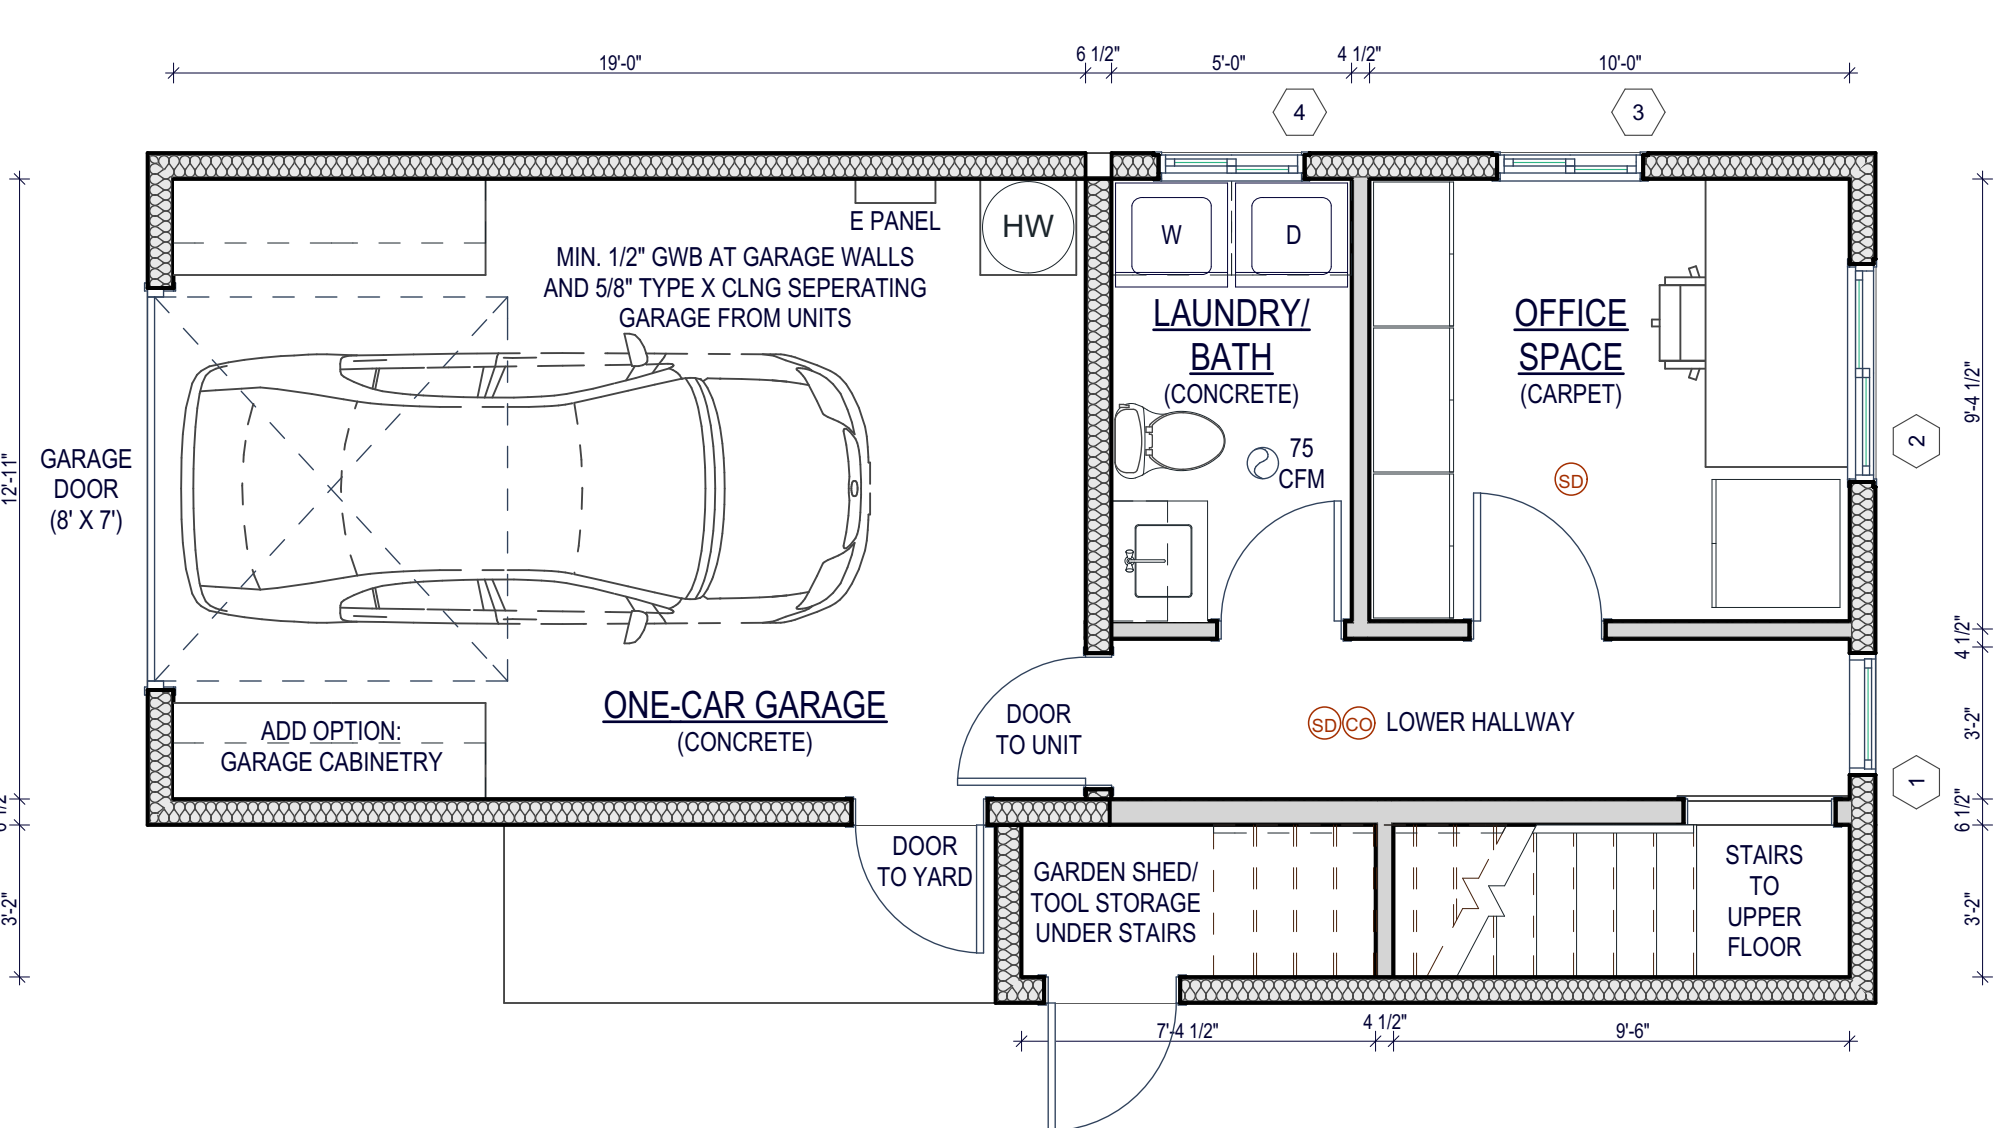 19'-0"
6 1/2"
5'-0"
4 1/2"
10'-0"
4
3
E PANEL
HW
W
D
MIN. 1/2" GWB AT GARAGE WALLS
AND 5/8" TYPE X CLNG SEPERATING
GARAGE FROM UNITS
LAUNDRY/
BATH
(CONCRETE)
OFFICE
SPACE
(CARPET)
9'-4 1/2"
2
12'-11"
GARAGE
DOOR
(8' X 7')
75
CFM
SD
4 1/2"
3'-2"
1
6 1/2"
ONE-CAR GARAGE
(CONCRETE)
DOOR
TO UNIT
SD
CO
LOWER HALLWAY
ADD OPTION:
GARAGE CABINETRY
6 1/2"
3'-2"
DOOR
TO YARD
GARDEN SHED/
TOOL STORAGE
UNDER STAIRS
STAIRS
TO
UPPER
FLOOR
3'-2"
7'-4 1/2"
4 1/2"
9'-6"